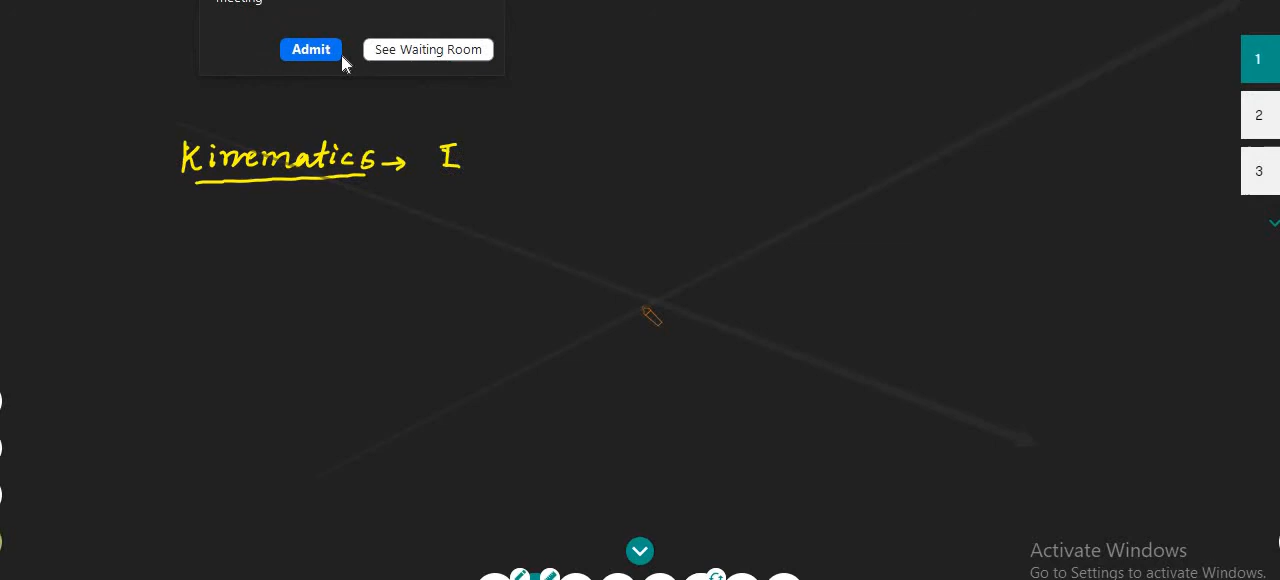 meeting
Admit
See Waiting Room
1
2
3
Kinematics → I
Activate Windows
Go to Settings to activate Windows.